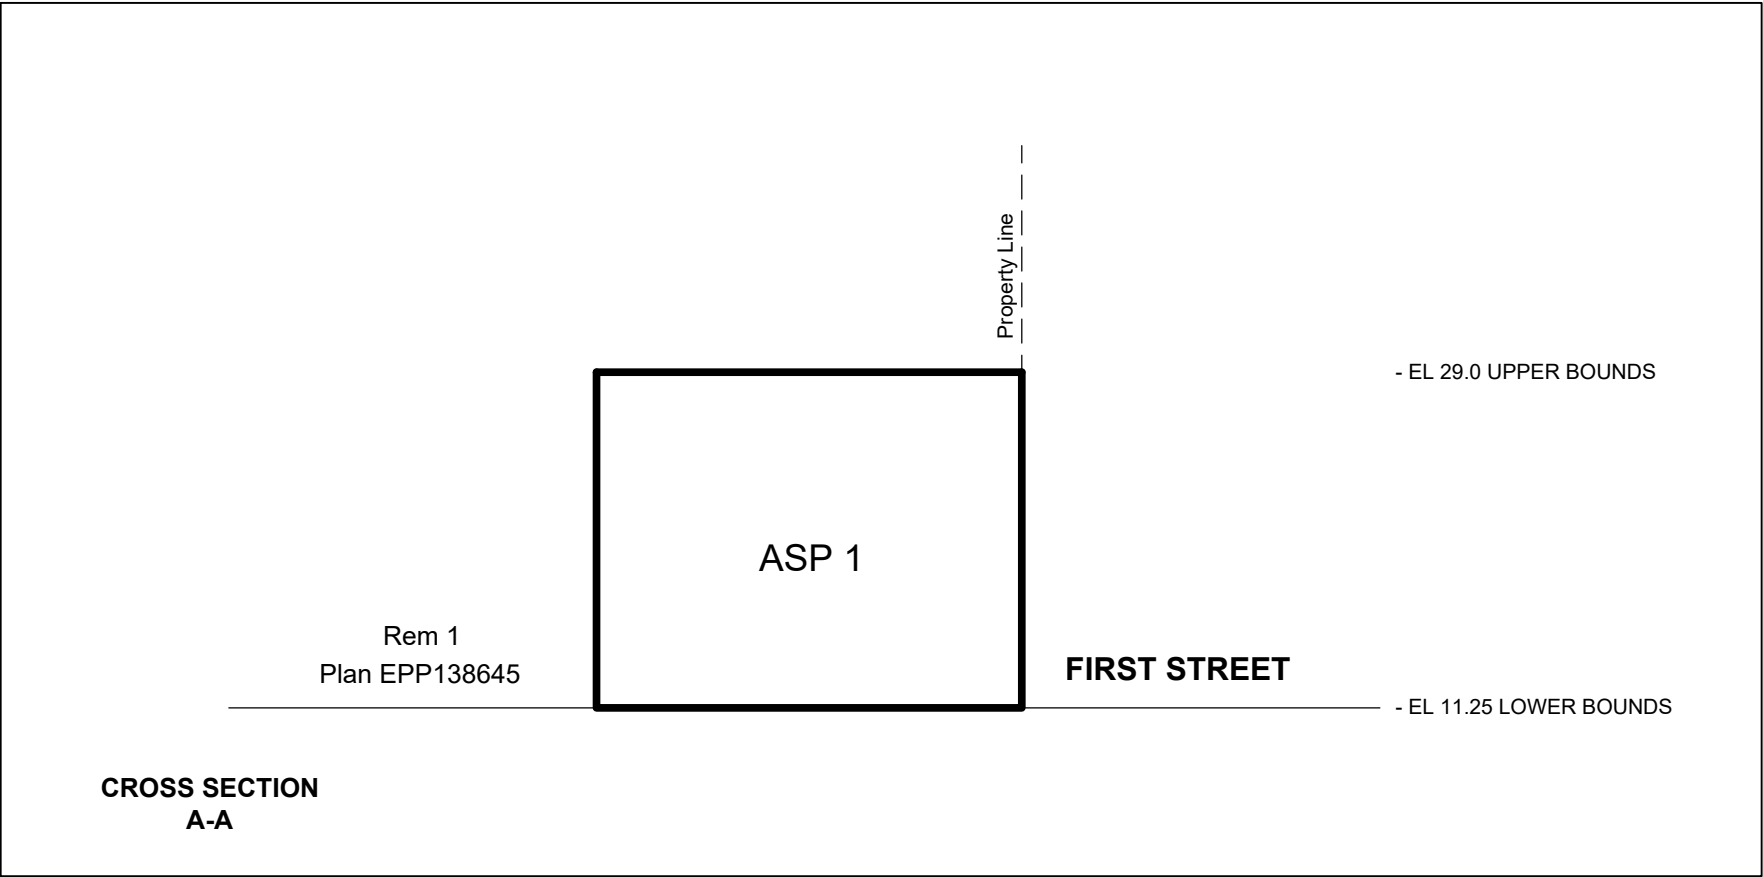 Property Line
- EL 29.0 UPPER BOUNDS
ASP 1
Rem 1
Plan EPP138645
FIRST STREET
- EL 11.25 LOWER BOUNDS
CROSS SECTION
A-A